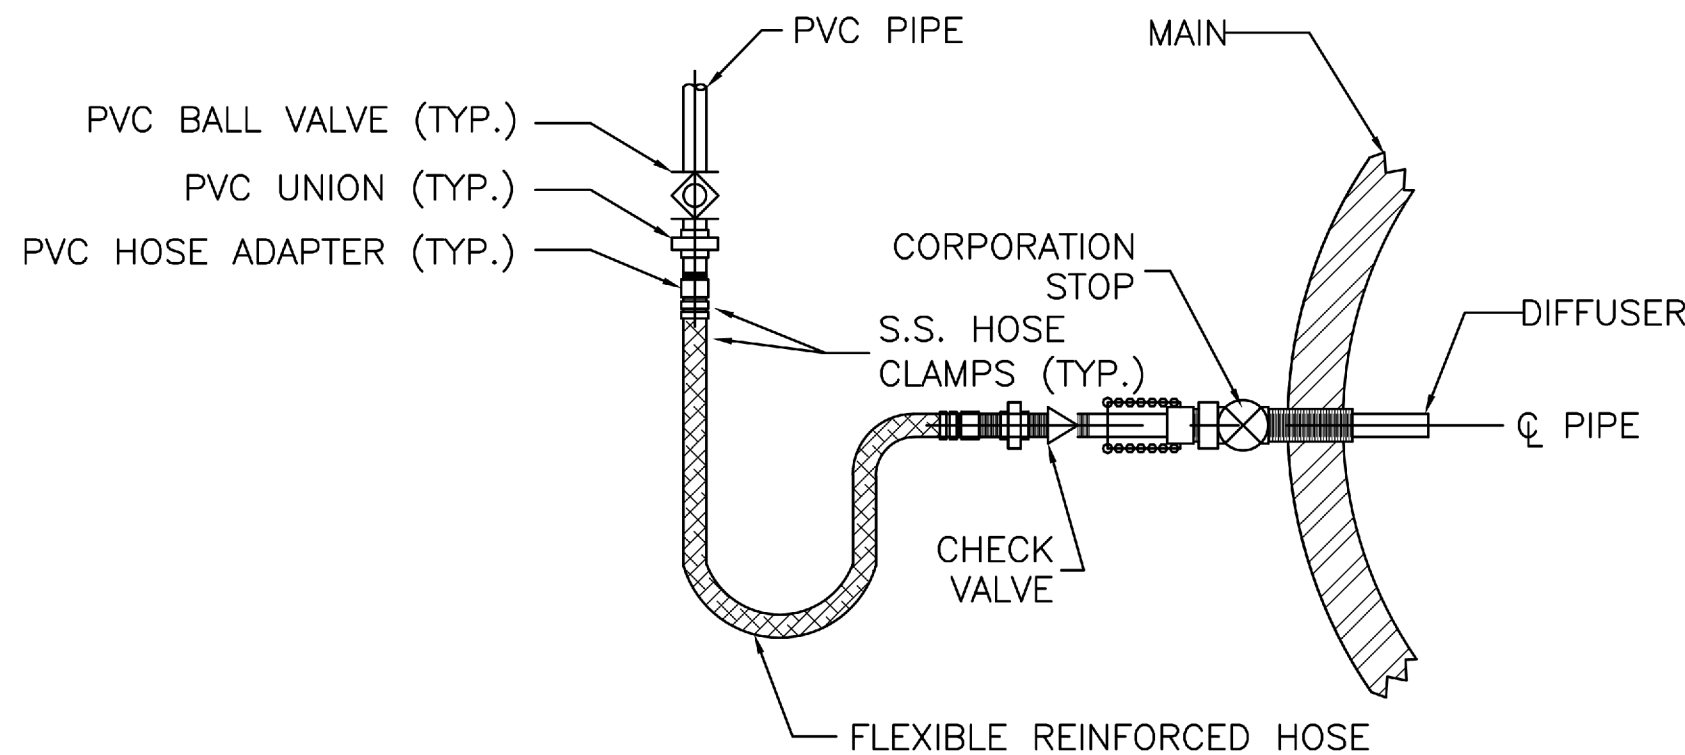 PVC PIPE
MAIN
PVC BALL VALVE (TYP.)
PVC UNION (TYP.)
PVC HOSE ADAPTER (TYP.)
CORPORATION
STOP
DIFFUSER
S.S. HOSE
CLAMPS (TYP.)
℄ PIPE
CHECK
VALVE
FLEXIBLE REINFORCED HOSE